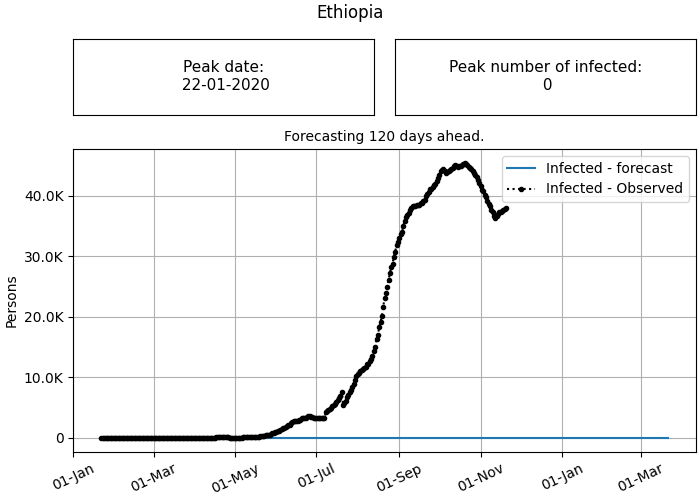 Ethiopia
Peak date:
22-01-2020
Peak number of infected:
0
Forecasting 120 days ahead.
Infected - forecast
Infected - Observed
Persons
40.0K
30.0K
20.0K
10.0K
0
01-Jan
01-Mar
01-May
01-Jul
01-Sep
01-Nov
01-Jan
01-Mar